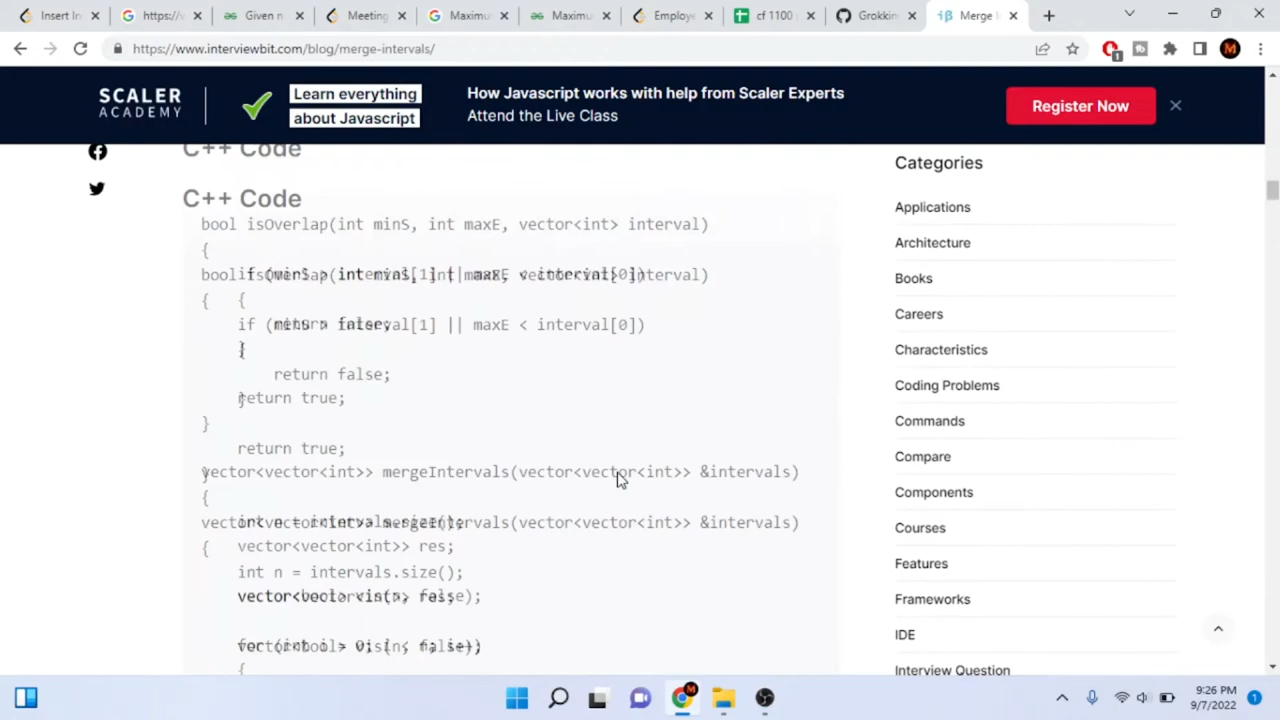 Insert In
https://v
Given n
Meeting
Maximu
Maximu
Employe
cf 1100
Grokkin
Merge I
https://www.interviewbit.com/blog/merge-intervals/
1
M
SCALER
ACADEMY
Learn everything
about Javascript
How Javascript works with help from Scaler Experts
Attend the Live Class
Register Now
C++ Code
C++ Code
bool isOverlap(int minS, int maxE, vector<int> interval)
{
{ {
if (minS > interval[1] || maxE < interval[0])
return false;
return true;
}
return true;
vector<vector<int>> mergeIntervals(vector<vector<int>> &intervals)
{
vector<vector<int>> mergeIntervals(vector<vector<int>> &intervals)
{
vector<vector<int>> res;
int n = intervals.size();
{
Categories
Applications
Architecture
Books
Careers
Characteristics
Coding Problems
Commands
Compare
Components
Courses
Features
Frameworks
IDE
Interview Question
9:26 PM
9/7/2022
1